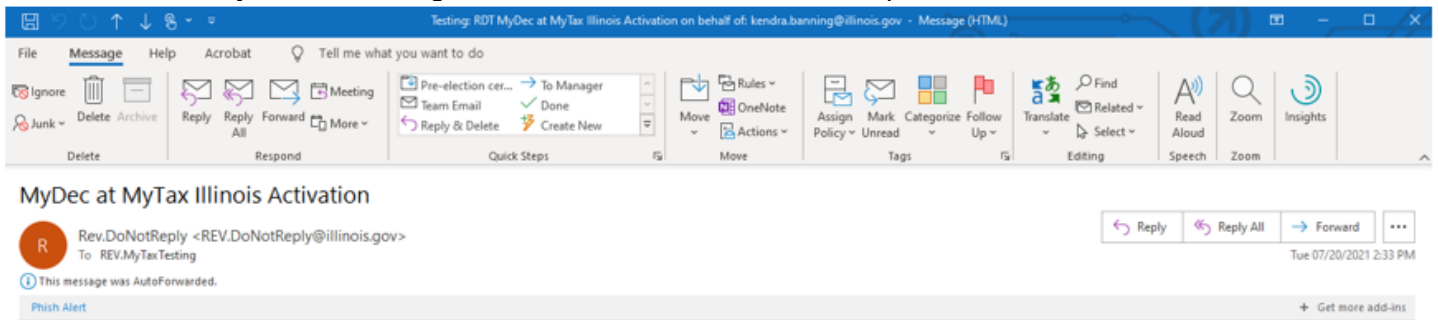 Testing: RDT MyDec at MyTax Illinois Activation on behalf of: kendra.banning@illinois.gov - Message (HTML)
File Message Help Acrobat Tell me what you want to do
Ignore
Junk
Delete
Archive
Delete
Reply
Reply All
Forward
Meeting
More
Respond
Pre-election cer...
To Manager
Team Email
Done
Reply & Delete
Create New
Quick Steps
Move
Rules
OneNote
Actions
Move
Assign Policy
Mark Unread
Categorize
Follow Up
Tags
Translate
Find
Related
Select
Editing
Read Aloud
Speech
Zoom
Zoom
Insights
MyDec at MyTax Illinois Activation
R
Rev.DoNotReply <REV.DoNotReply@illinois.gov>
To REV.MyTaxTesting
Reply
Reply All
Forward
Tue 07/20/2021 2:33 PM
This message was AutoForwarded.
Phish Alert
+ Get more add-ins